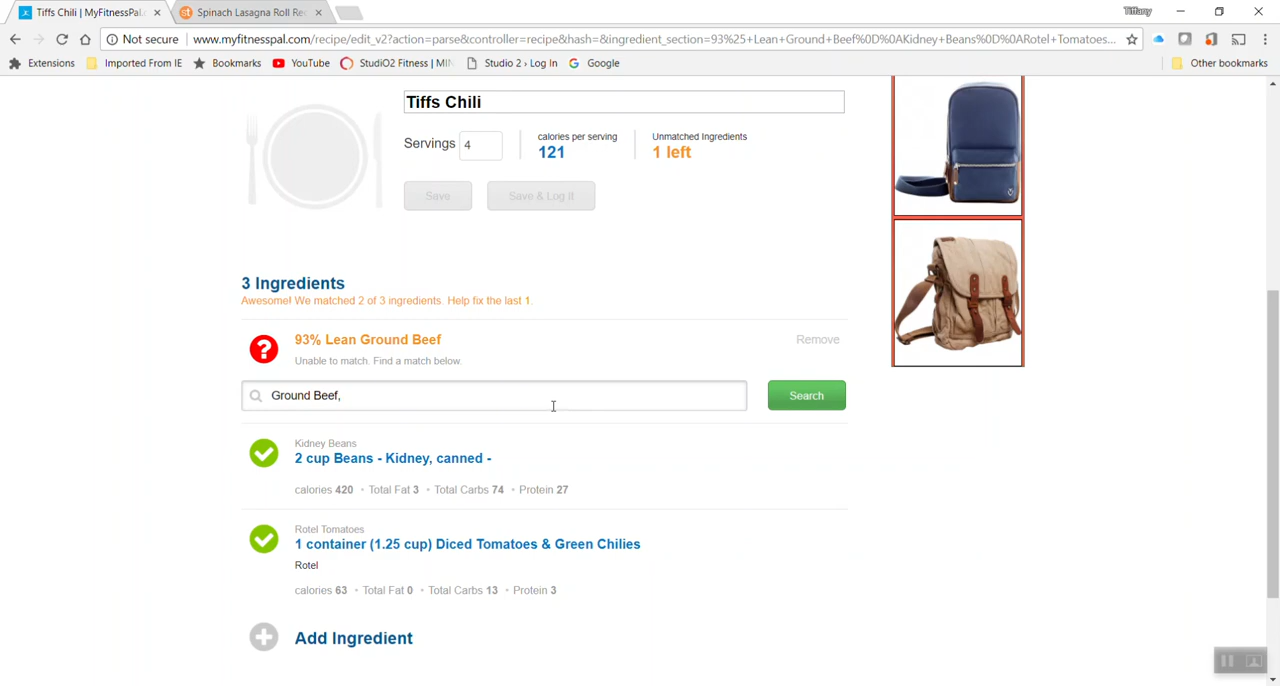 Tiffs Chili | MyFitnessPal.c
Spinach Lasagna Roll Rec
Tiffany
Not secure
www.myfitnesspal.com/recipe/edit_v2?action=parse&controller=recipe&hash=&ingredient_section=93%25+Lean+Ground+Beef%0D%0AKidney+Beans%0D%0ARotel+Tomatoes...
Extensions
Imported From IE
Bookmarks
YouTube
StudiO2 Fitness | MIN
Studio 2 › Log In
Google
Other bookmarks
Tiffs Chili
Servings 4
calories per serving
121
Unmatched Ingredients
1 left
Save
Save & Log It
3 Ingredients
Awesome! We matched 2 of 3 ingredients. Help fix the last 1.
93% Lean Ground Beef
Remove
Unable to match. Find a match below.
Ground Beef,
Search
Kidney Beans
2 cup Beans - Kidney, canned -
calories 420 • Total Fat 3 • Total Carbs 74 • Protein 27
Rotel Tomatoes
1 container (1.25 cup) Diced Tomatoes & Green Chilies
Rotel
calories 63 • Total Fat 0 • Total Carbs 13 • Protein 3
Add Ingredient